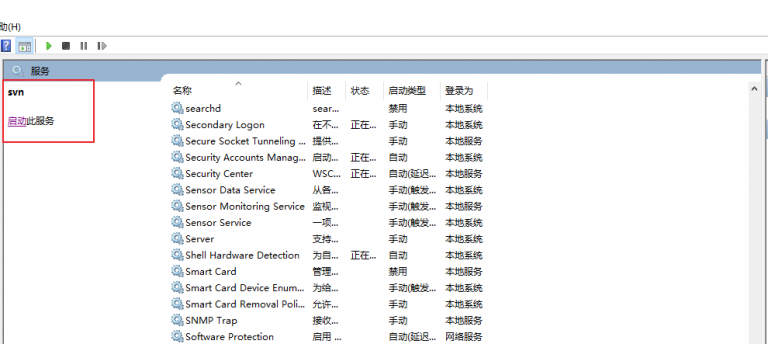 助(H)
服务
svn
启动此服务
名称 描述 状态 启动类型 登录为
searchd sear... 禁用 本地系统
Secondary Logon 在不... 正在... 手动 本地系统
Secure Socket Tunneling ... 提供... 手动 本地服务
Security Accounts Manag... 启动... 正在... 自动 本地系统
Security Center WSC... 正在... 自动(延迟... 本地服务
Sensor Data Service 从各... 手动(触发... 本地系统
Sensor Monitoring Service 监视... 手动(触发... 本地服务
Sensor Service 一项... 手动(触发... 本地系统
Server 支持... 手动 本地系统
Shell Hardware Detection 为自... 正在... 自动 本地系统
Smart Card 管理... 禁用 本地服务
Smart Card Device Enum... 为给... 手动(触发... 本地系统
Smart Card Removal Poli... 允许... 手动 本地系统
SNMP Trap 接收... 手动 本地服务
Software Protection 启用 ... 自动(延迟... 网络服务